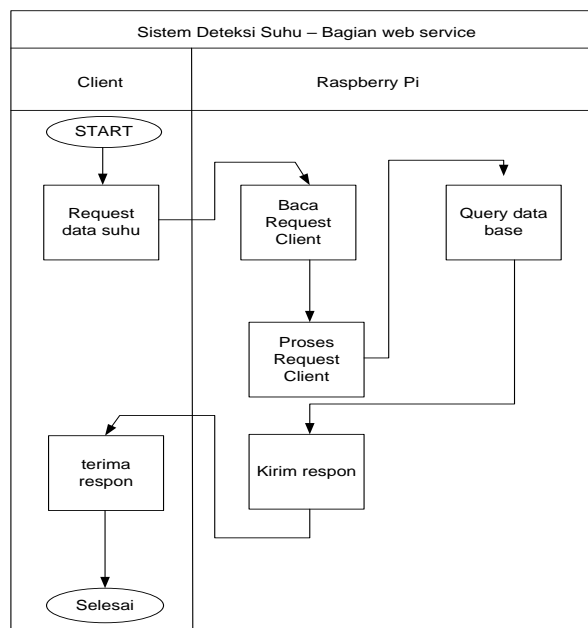 Sistem Deteksi Suhu – Bagian web service
Client
Raspberry Pi
START
Request
data suhu
Baca
Request
Client
Query data
base
Proses
Request
Client
terima
respon
Kirim respon
Selesai